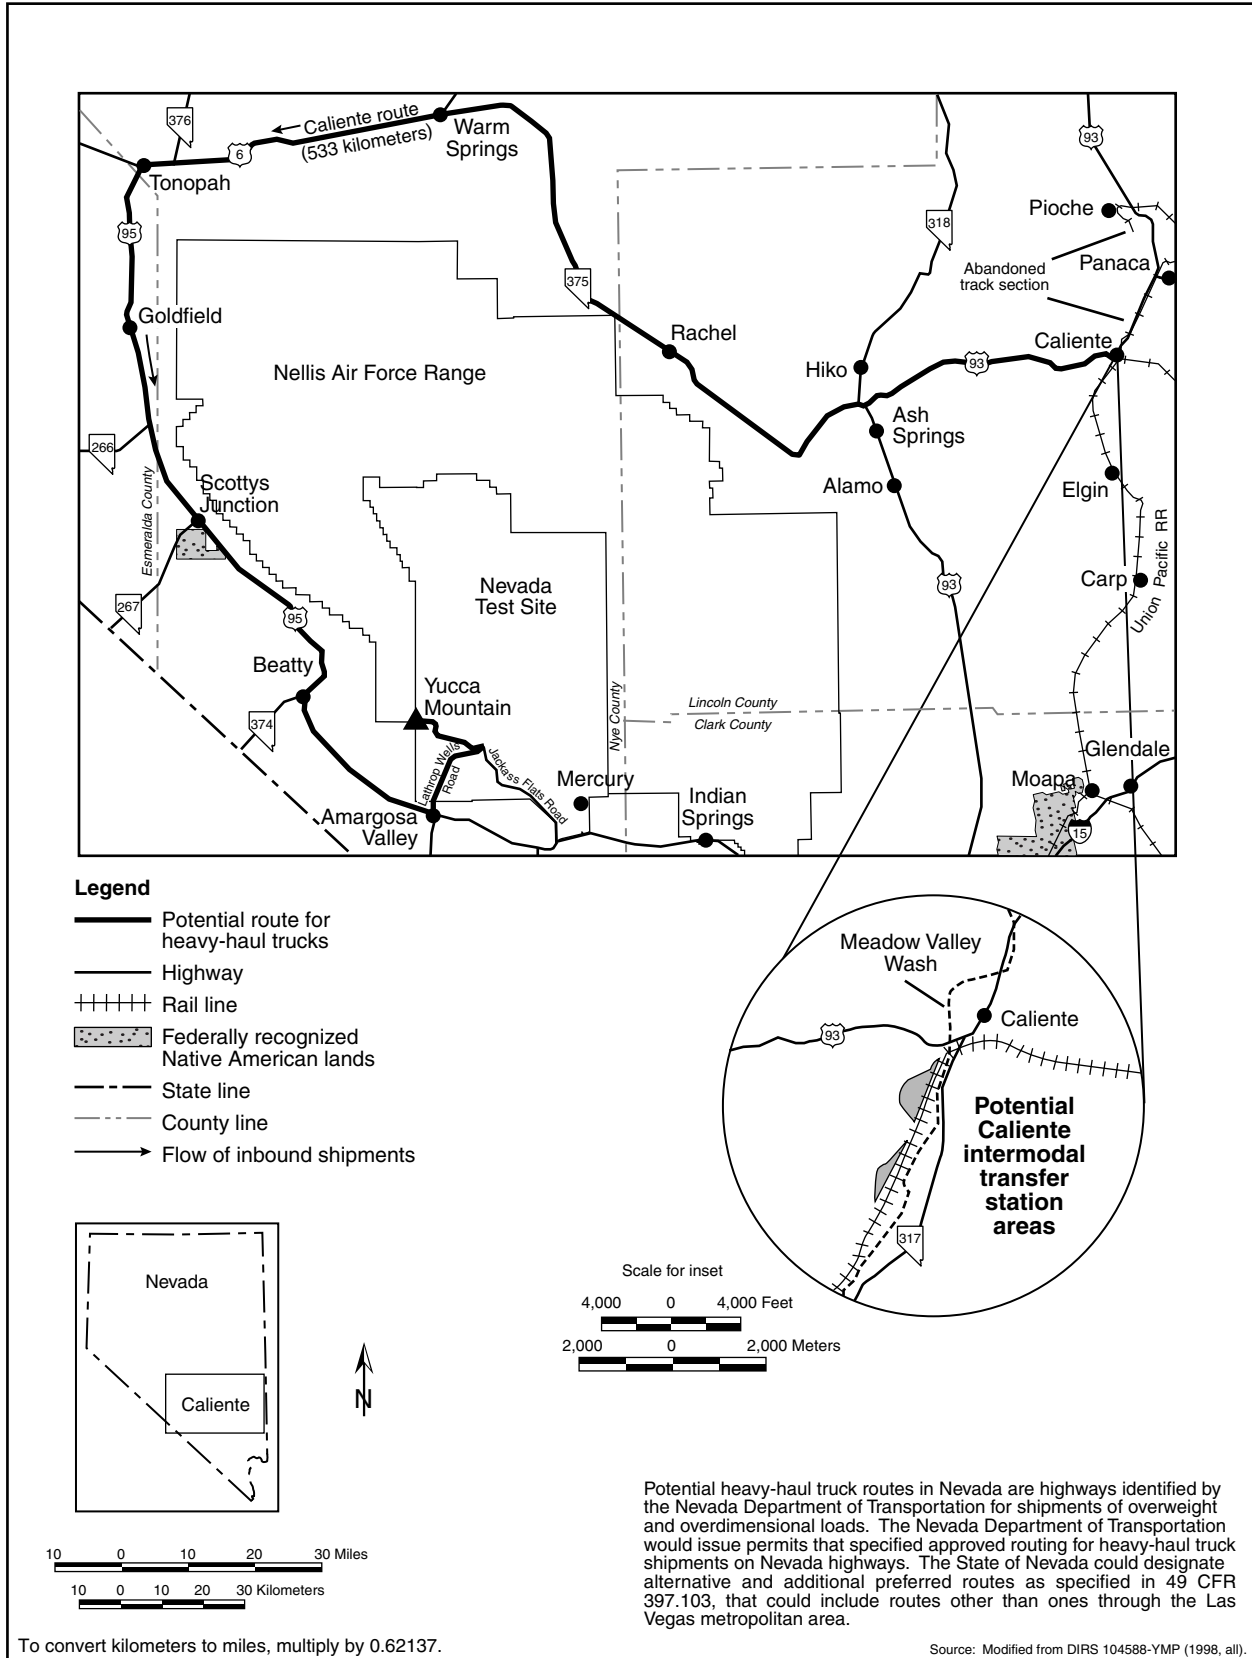 376
Caliente route
(533 kilometers)
6
Warm
Springs
93
Tonopah
Pioche
95
318
Abandoned
track section
Panaca
375
Goldfield
Rachel
Caliente
Nellis Air Force Range
Hiko
93
Ash
Springs
266
Scottys
Junction
Alamo
Elgin
Esmeralda County
Nevada
Test Site
93
Carp
Union Pacific RR
267
95
Beatty
Yucca
Mountain
Nye County
Lincoln County
Clark County
374
Lathrop Wells
Road
Jackass Flats Road
Mercury
Glendale
Moapa
Amargosa
Valley
Indian
Springs
15
Legend
Potential route for
heavy-haul trucks
Highway
Rail line
Federally recognized
Native American lands
State line
County line
Flow of inbound shipments
Meadow Valley
Wash
Caliente
93
Potential
Caliente
intermodal
transfer
station
areas
317
Nevada
Caliente
N
Scale for inset
4,000 0 4,000 Feet
2,000 0 2,000 Meters
10 0 10 20 30 Miles
10 0 10 20 30 Kilometers
To convert kilometers to miles, multiply by 0.62137.
Potential heavy-haul truck routes in Nevada are highways identified by
the Nevada Department of Transportation for shipments of overweight
and overdimensional loads. The Nevada Department of Transportation
would issue permits that specified approved routing for heavy-haul truck
shipments on Nevada highways. The State of Nevada could designate
alternative and additional preferred routes as specified in 49 CFR
397.103, that could include routes other than ones through the Las
Vegas metropolitan area.
Source: Modified from DIRS 104588-YMP (1998, all).